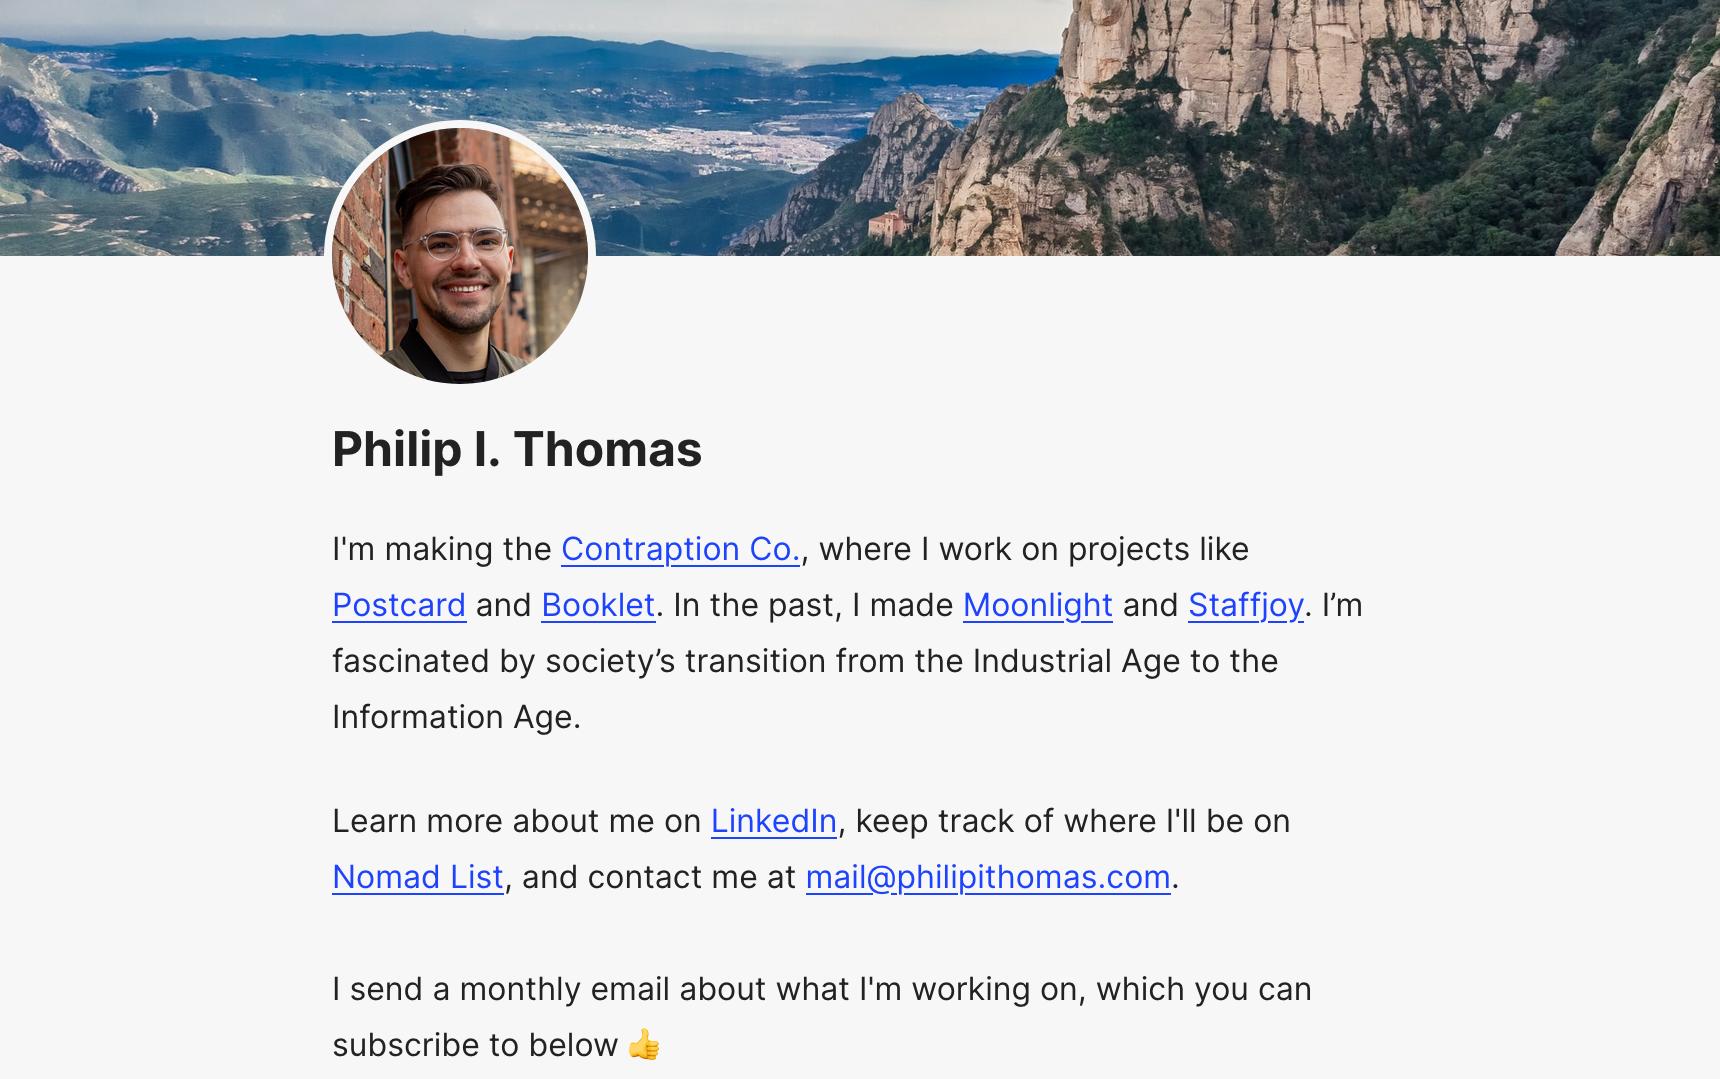 Philip I. Thomas
I'm making the Contraption Co., where I work on projects like
Postcard and Booklet. In the past, I made Moonlight and Staffjoy. I’m
fascinated by society’s transition from the Industrial Age to the
Information Age.
Learn more about me on LinkedIn, keep track of where I'll be on
Nomad List, and contact me at mail@philipithomas.com.
I send a monthly email about what I'm working on, which you can
subscribe to below 👍